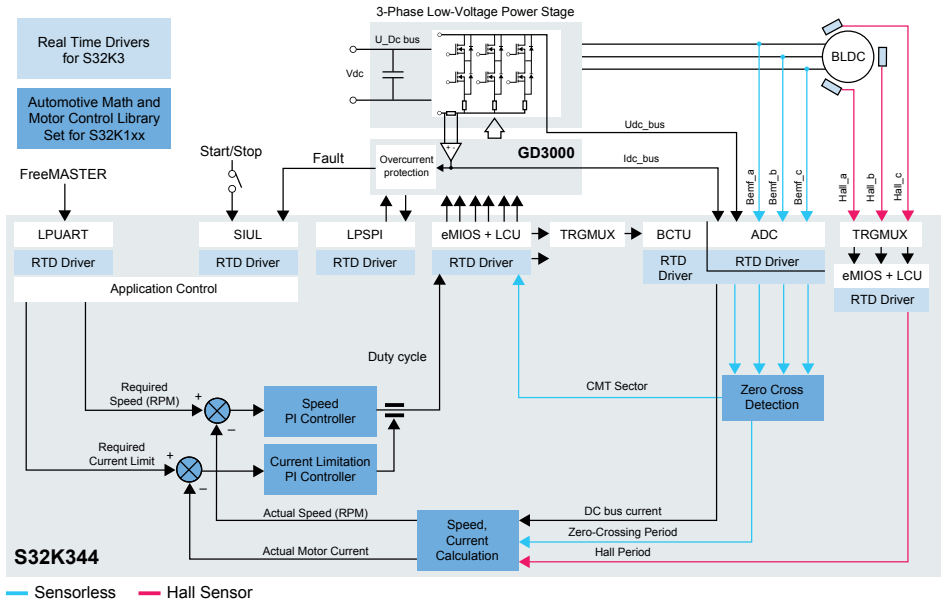 3-Phase Low-Voltage Power Stage
Real Time Drivers
for S32K3
Automotive Math and
Motor Control Library
Set for S32K1xx
U_Dc bus
Vdc
BLDC
Udc_bus
GD3000
Overcurrent
protection
+ -
Idc_bus
Fault
Start/Stop
FreeMASTER
Bemf_a
Bemf_b
Bemf_c
Hall_a
Hall_b
Hall_c
LPUART
RTD Driver
SIUL
RTD Driver
Application Control
LPSPI
RTD Driver
eMIOS + LCU
RTD Driver
TRGMUX
BCTU
RTD
Driver
ADC
RTD Driver
TRGMUX
eMIOS + LCU
RTD Driver
Duty cycle
CMT Sector
Zero Cross
Detection
Required
Speed (RPM)
+
–
Speed
PI Controller
Required
Current Limit
+
–
Current Limitation
PI Controller
Actual Speed (RPM)
Actual Motor Current
Speed,
Current
Calculation
DC bus current
Zero-Crossing Period
Hall Period
S32K344
Sensorless
Hall Sensor